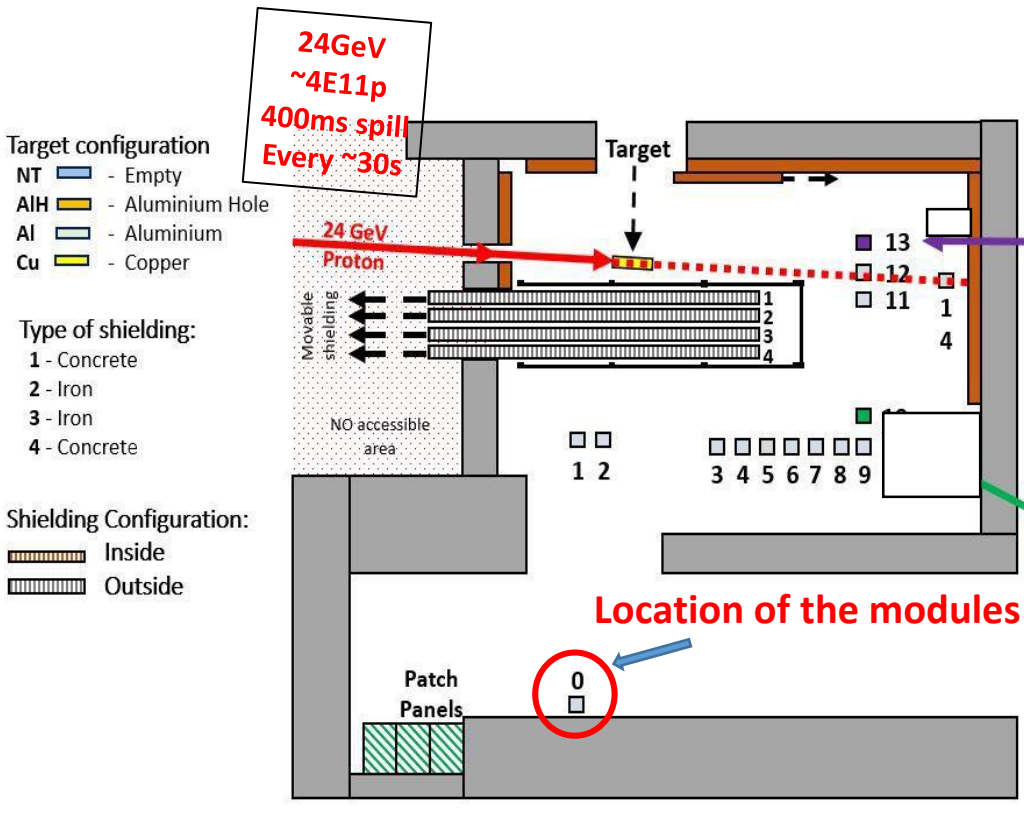 24GeV
~4E11p
400ms spill
Every ~30s
Target configuration
NT - Empty
AlH - Aluminium Hole
Al - Aluminium
Cu - Copper
Type of shielding:
1 - Concrete
2 - Iron
3 - Iron
4 - Concrete
Shielding Configuration:
Inside
Outside
Target
24 GeV
Proton
Movable
shielding
1
2
3
4
13
12
11
1
4
NO accessible
area
1 2
3 4 5 6 7 8 9
Location of the modules
0
Patch
Panels